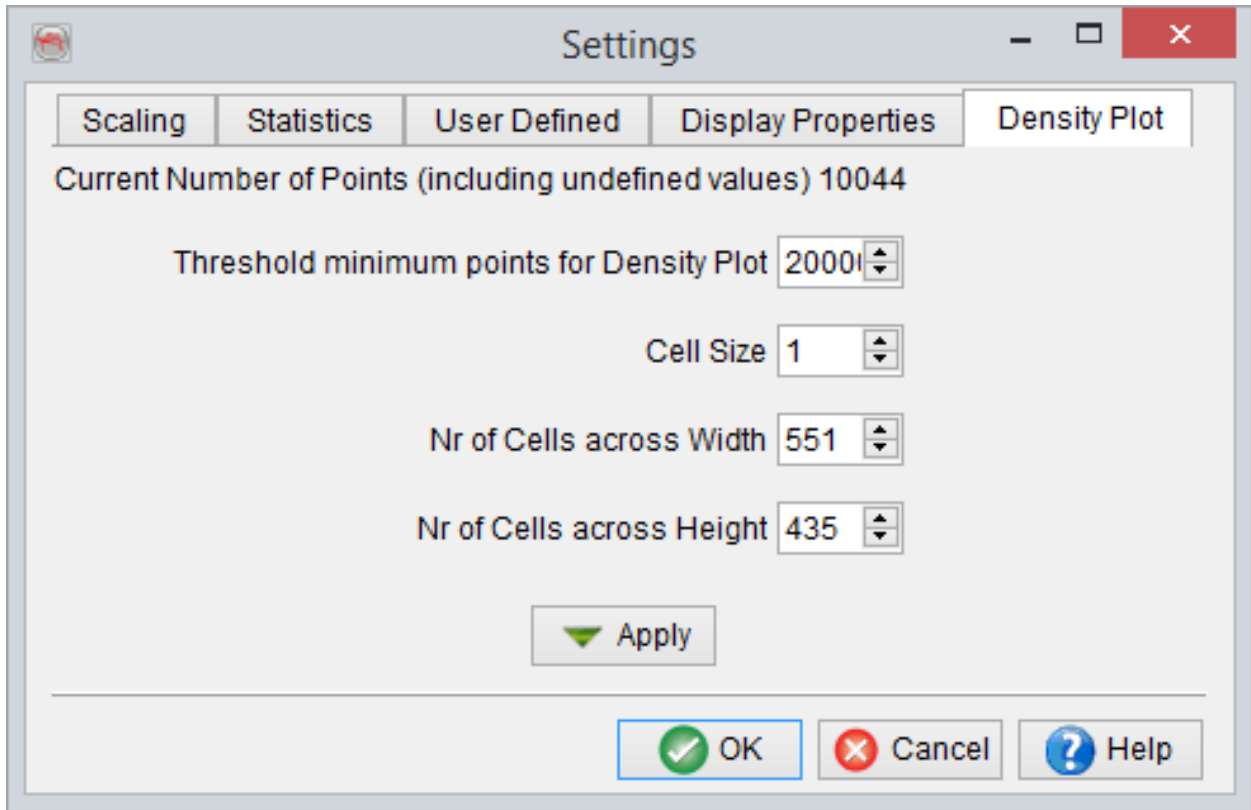 Settings
Scaling Statistics User Defined Display Properties Density Plot
Current Number of Points (including undefined values) 10044
Threshold minimum points for Density Plot
Cell Size 1
Nr of Cells across Width 551
Nr of Cells across Height 435
Apply
OK Cancel Help